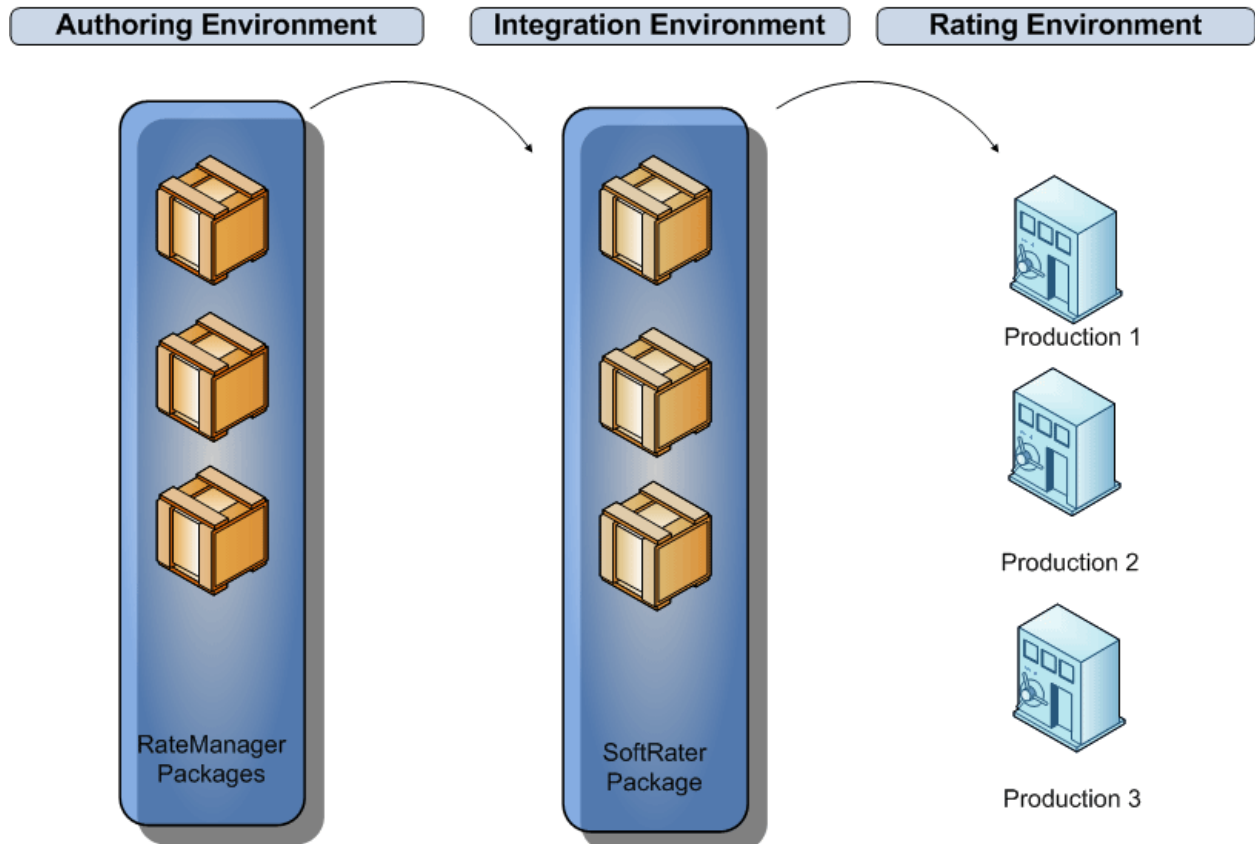 Authoring Environment
Integration Environment
Rating Environment
RateManager
Packages
SoftRater
Package
Production 1
Production 2
Production 3